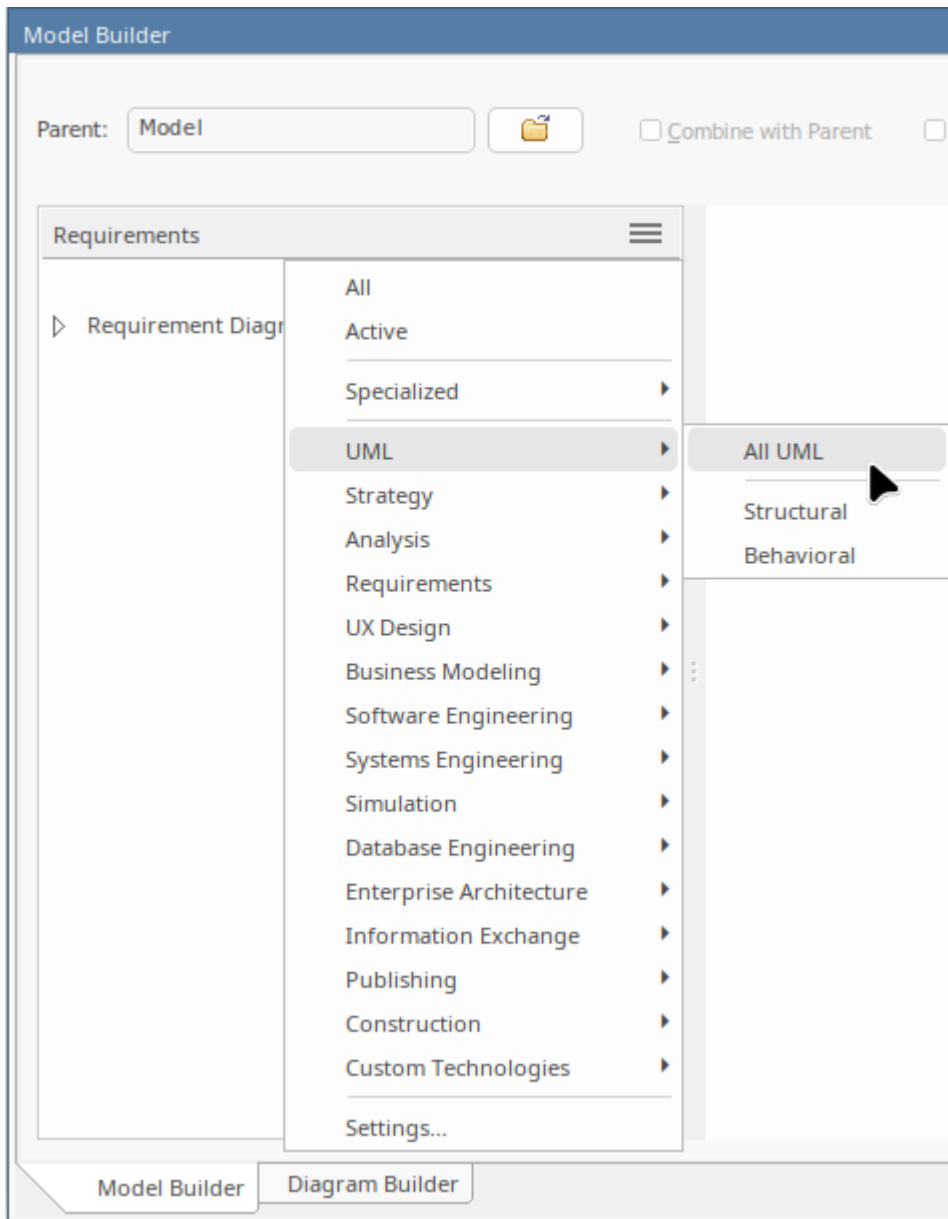 Model Builder
Parent: Model Combine with Parent
Requirements
All
Requirement Diagr
Active
Specialized
UML
All UML
Strategy
Structural
Analysis
Behavioral
Requirements
UX Design
Business Modeling
Software Engineering
Systems Engineering
Simulation
Database Engineering
Enterprise Architecture
Information Exchange
Publishing
Construction
Custom Technologies
Settings...
Model Builder Diagram Builder